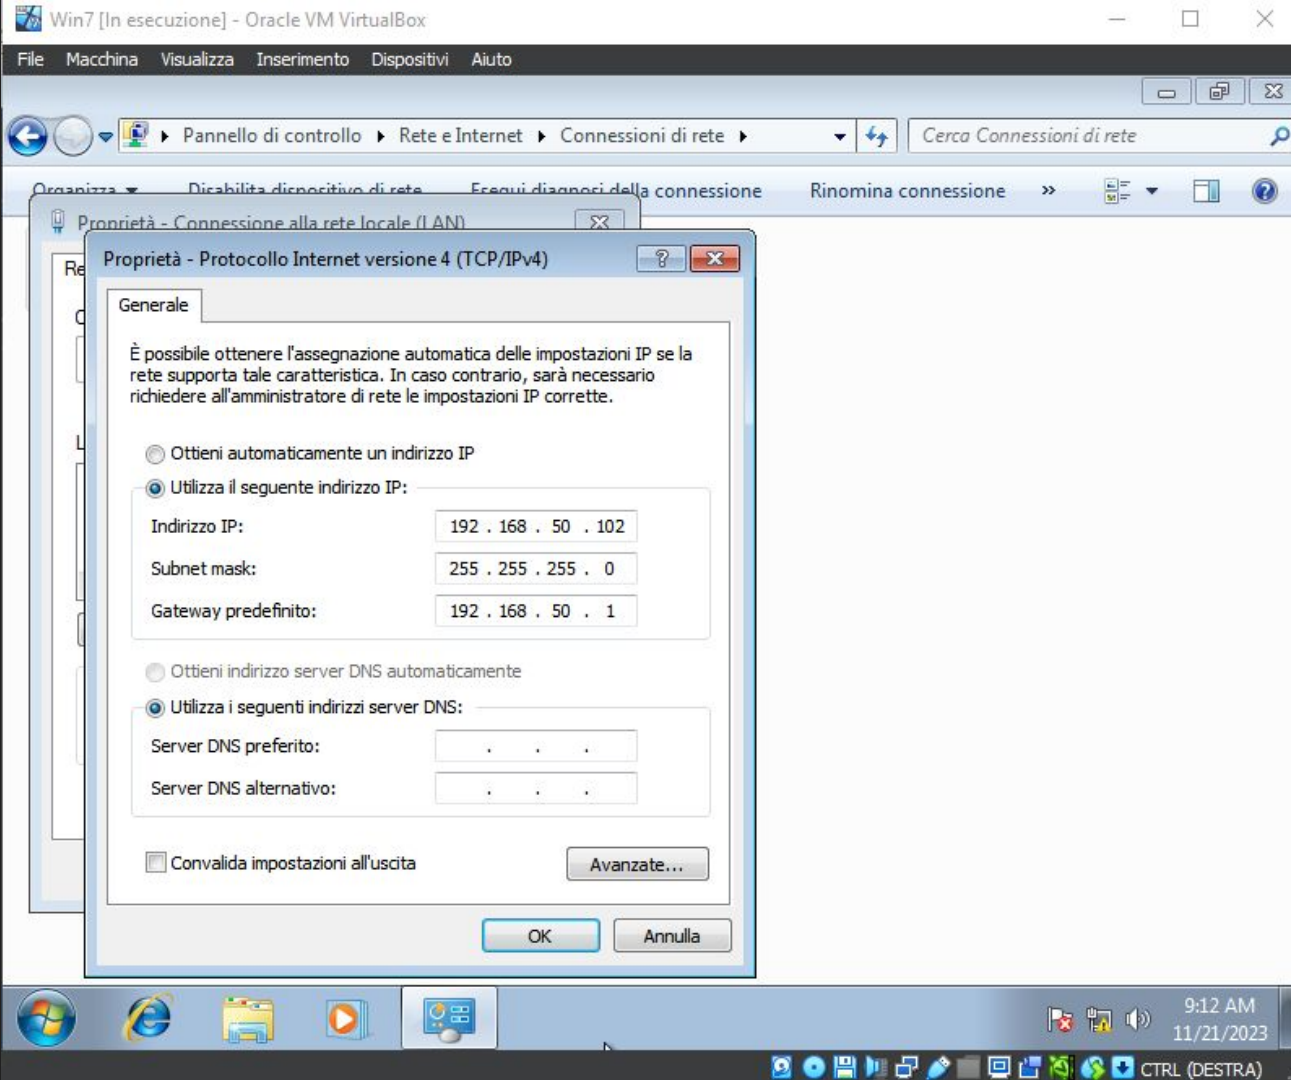 Win7 [In esecuzione] - Oracle VM VirtualBox
File Macchina Visualizza Inserimento Dispositivi Aiuto
Pannello di controllo Rete e Internet Connessioni di rete Cerca Connessioni di rete
Organizza Disabilita dispositivo di rete Esegui diagnosi della connessione Rinomina connessione »
Proprietà - Connessione alla rete locale (LAN)
Re
Proprietà - Protocollo Internet versione 4 (TCP/IPv4)
Generale
È possibile ottenere l'assegnazione automatica delle impostazioni IP se la
rete supporta tale caratteristica. In caso contrario, sarà necessario
richiedere all'amministratore di rete le impostazioni IP corrette.
Ottieni automaticamente un indirizzo IP
Utilizza il seguente indirizzo IP:
Indirizzo IP: 192 . 168 . 50 . 102
Subnet mask: 255 . 255 . 255 . 0
Gateway predefinito: 192 . 168 . 50 . 1
Ottieni indirizzo server DNS automaticamente
Utilizza i seguenti indirizzi server DNS:
Server DNS preferito: . . .
Server DNS alternativo: . . .
Convalida impostazioni all'uscita
Avanzate...
OK Annulla
9:12 AM
11/21/2023
CTRL (DESTRA)